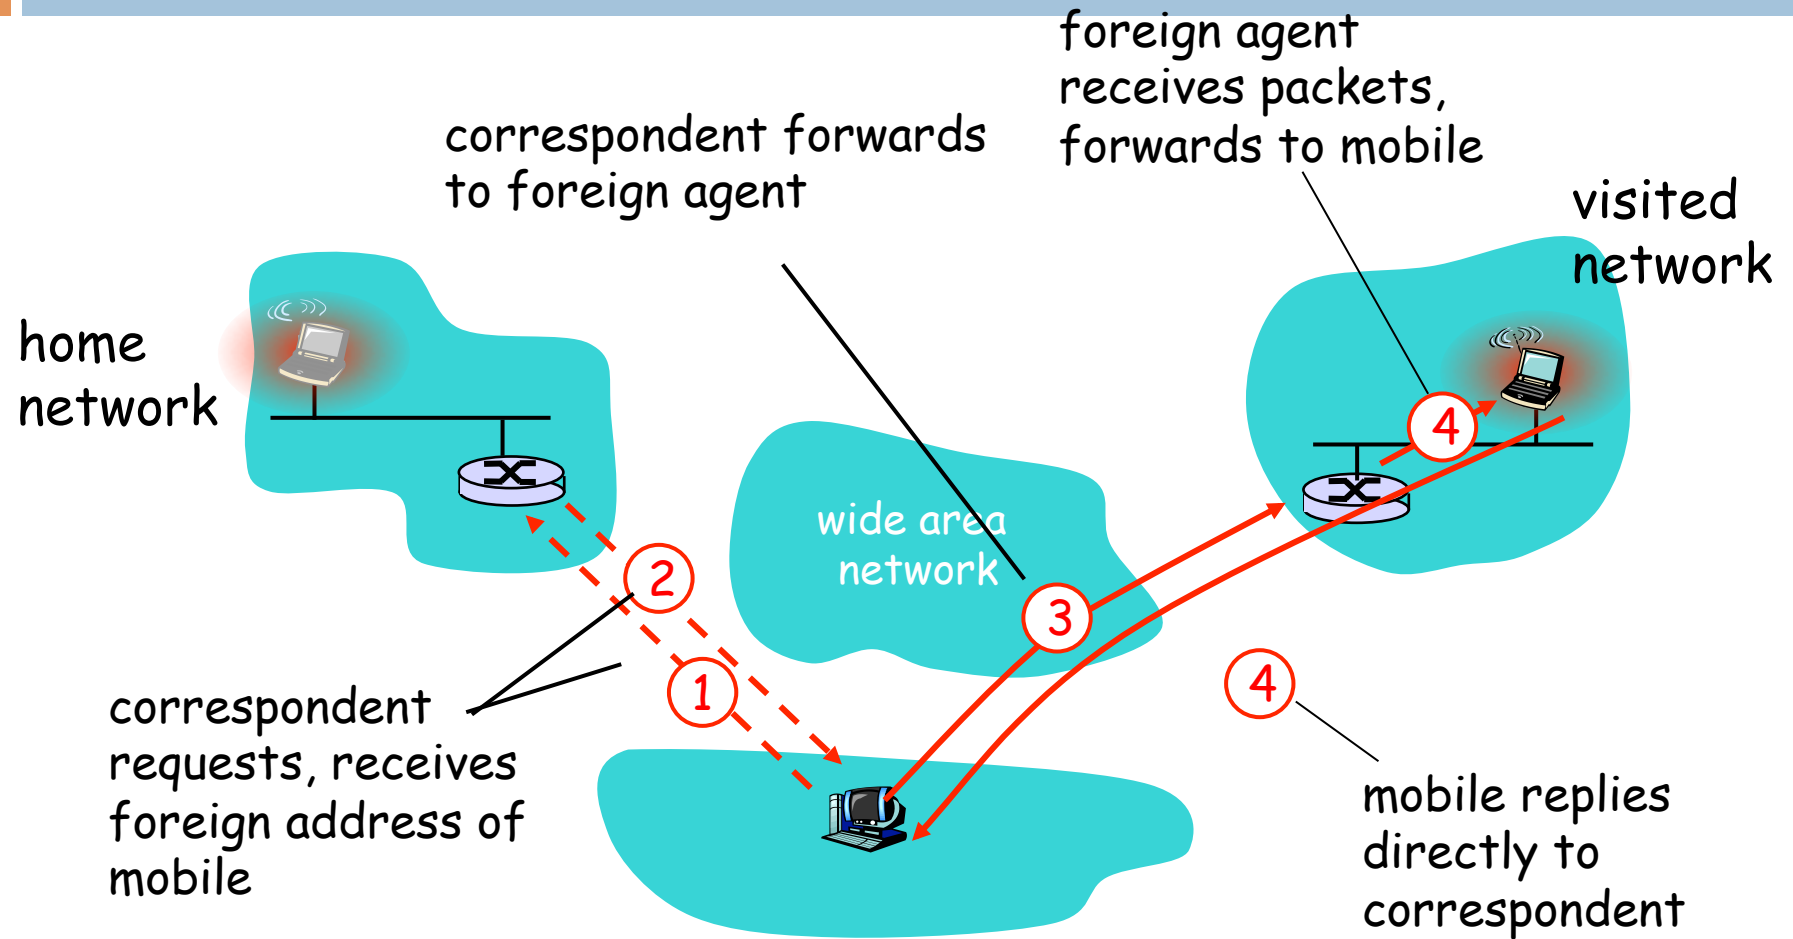 foreign agent
receives packets,
forwards to mobile
correspondent forwards
to foreign agent
visited
network
home
network
4
wide area
network
2
3
1
4
correspondent
requests, receives
foreign address of
mobile
mobile replies
directly to
correspondent